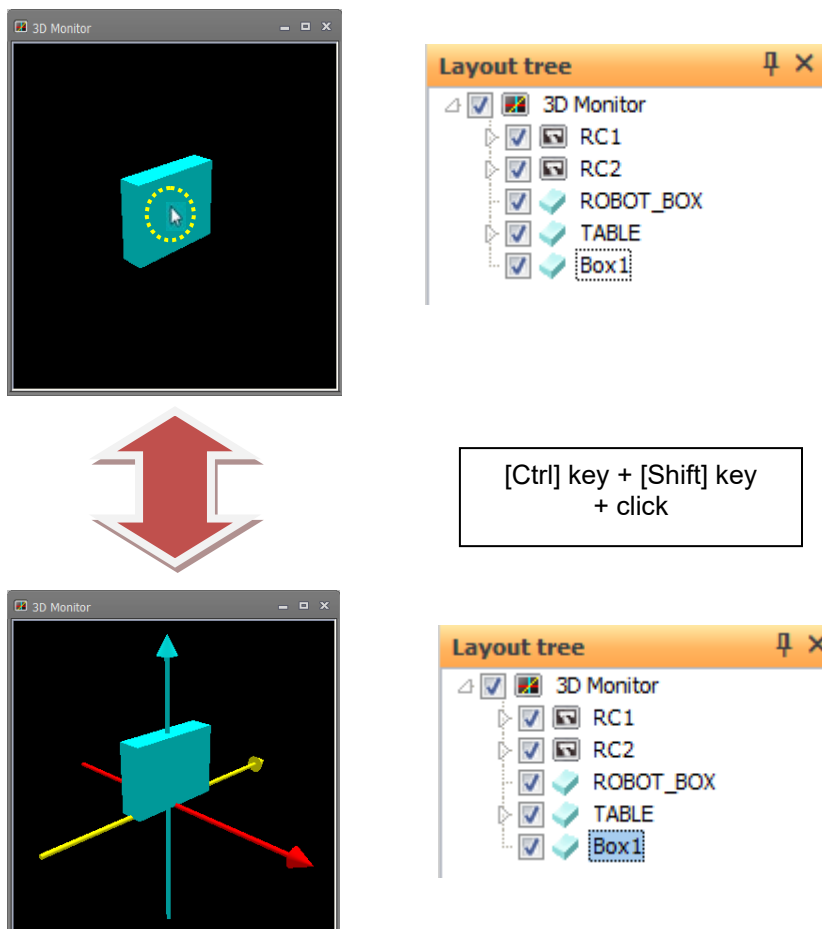 3D Monitor
Layout tree
3D Monitor
RC1
RC2
ROBOT_BOX
TABLE
Box1
[Ctrl] key + [Shift] key
+ click
3D Monitor
Layout tree
3D Monitor
RC1
RC2
ROBOT_BOX
TABLE
Box1